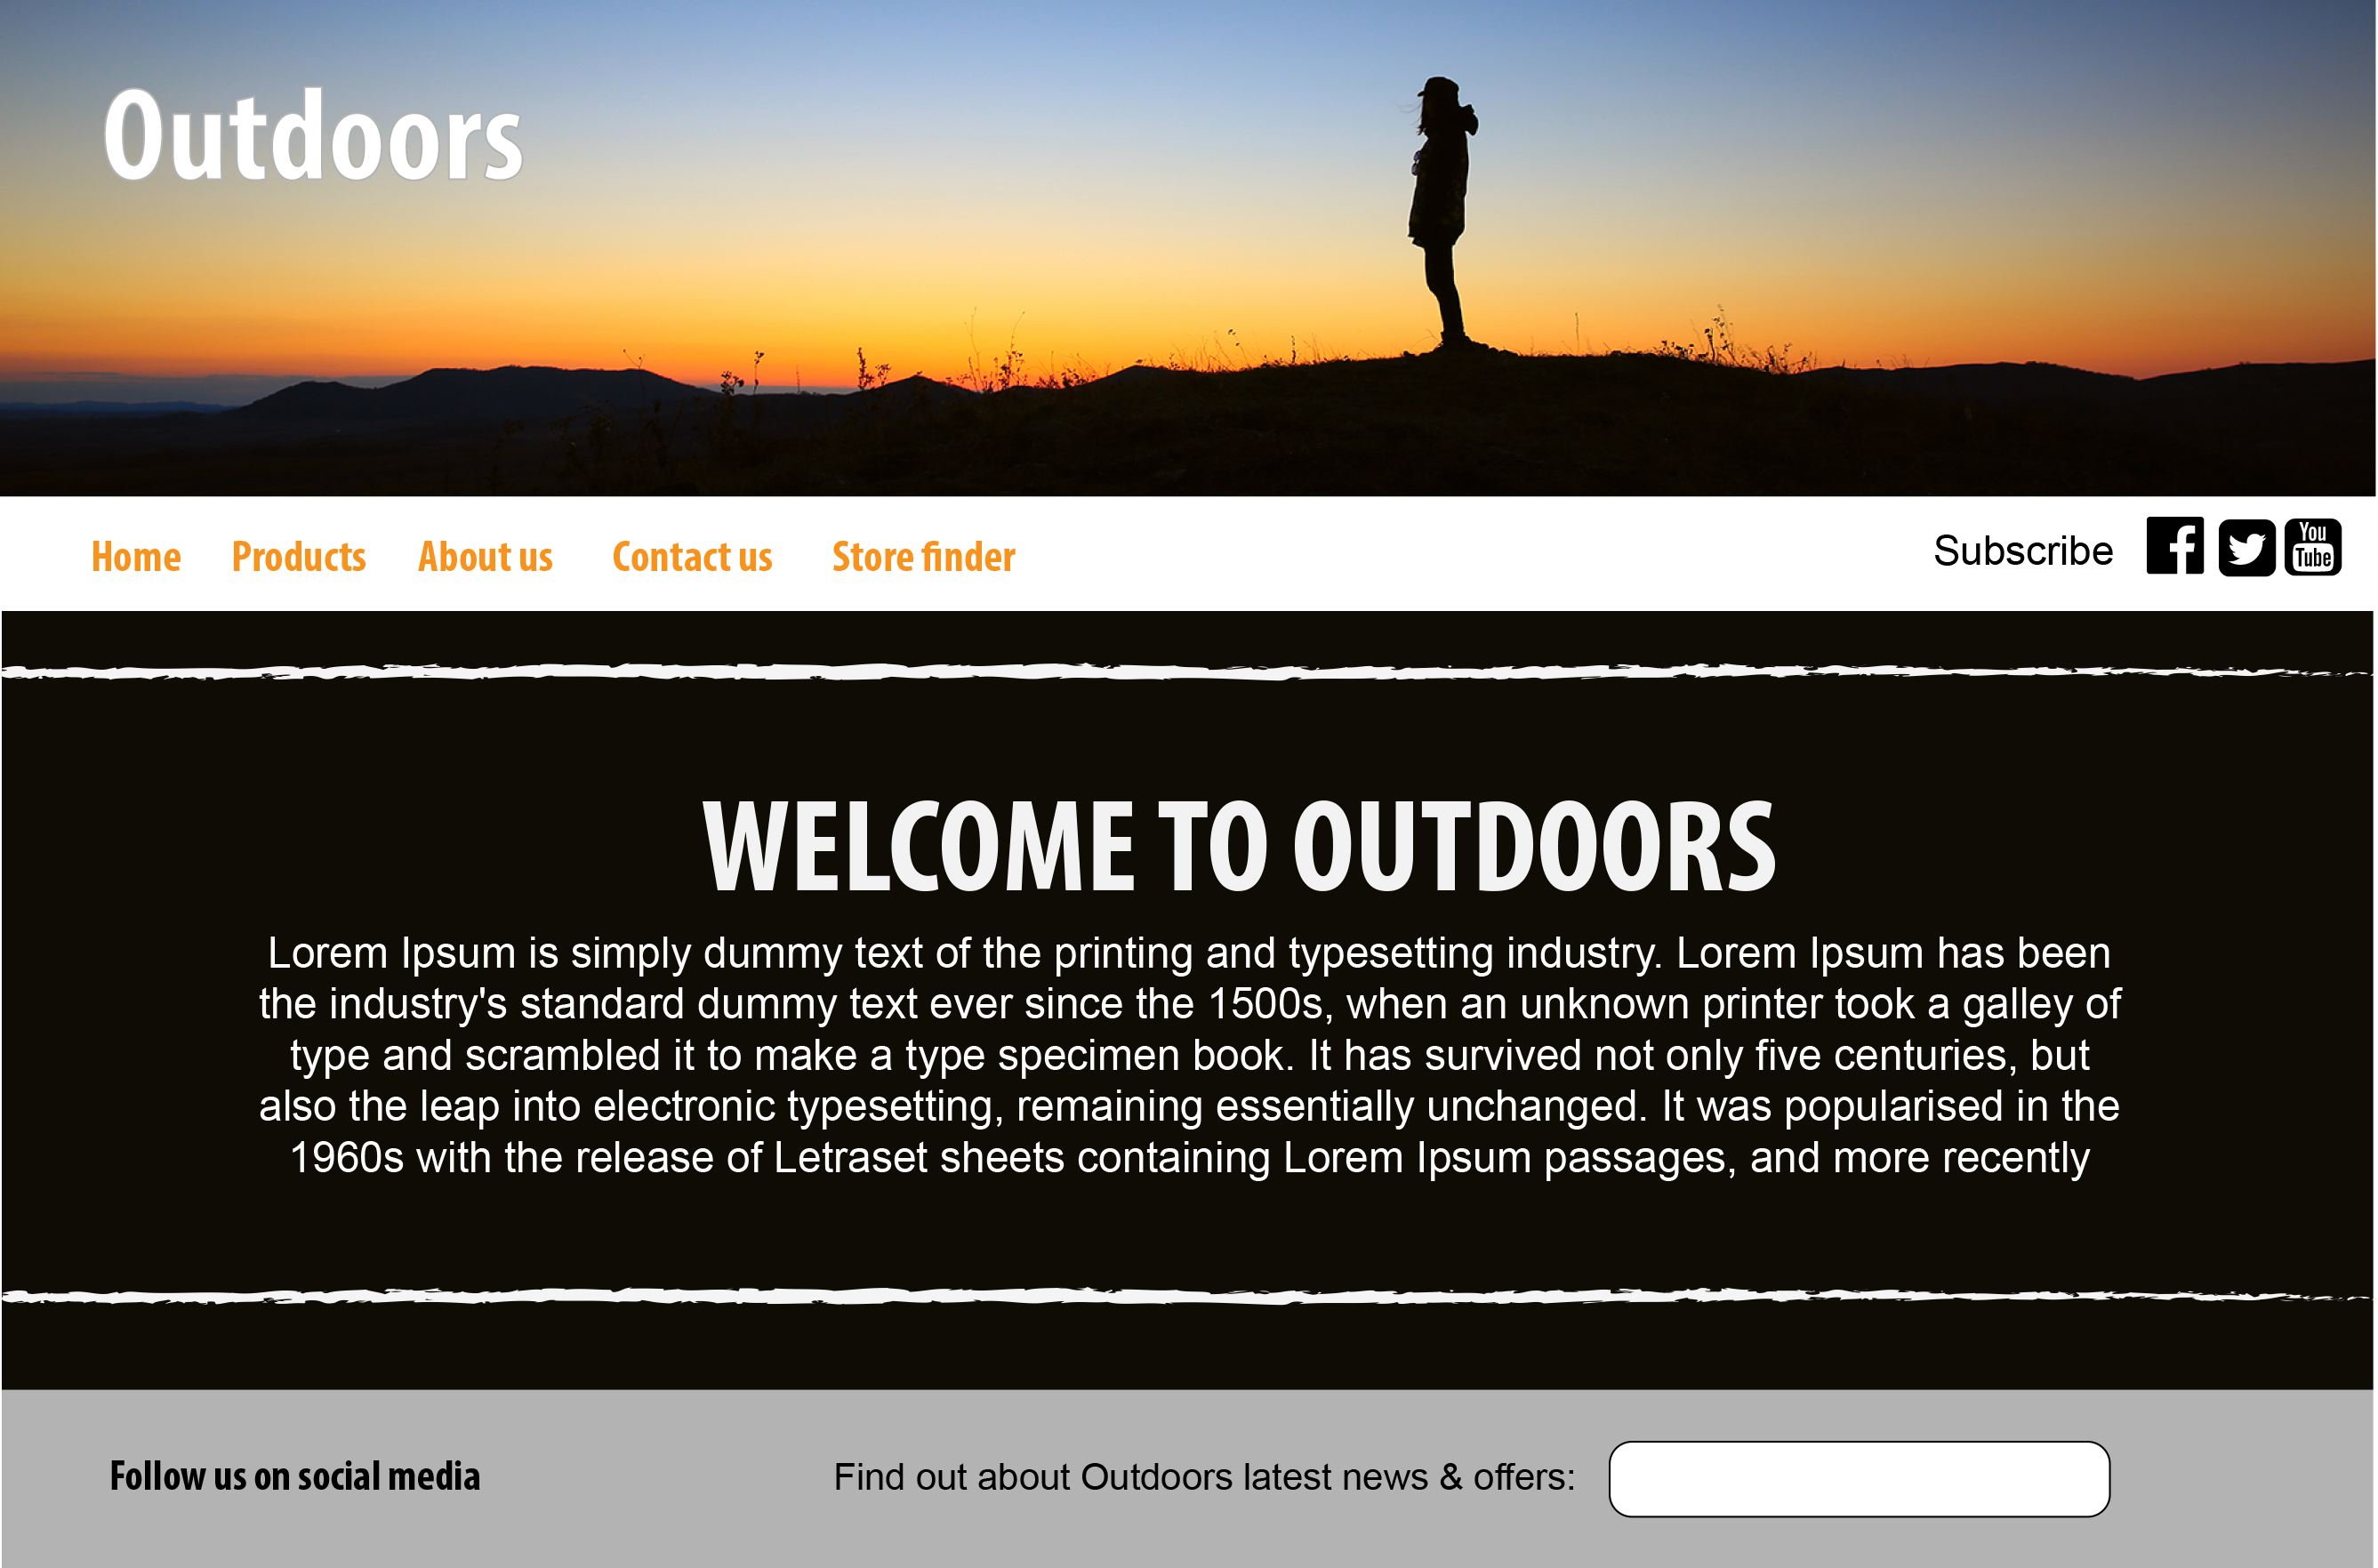 Outdoors
Home Products About us Contact us Store finder Subscribe You Tube
WELCOME TO OUTDOORS
Lorem Ipsum is simply dummy text of the printing and typesetting industry. Lorem Ipsum has been
the industry's standard dummy text ever since the 1500s, when an unknown printer took a galley of
type and scrambled it to make a type specimen book. It has survived not only five centuries, but
also the leap into electronic typesetting, remaining essentially unchanged. It was popularised in the
1960s with the release of Letraset sheets containing Lorem Ipsum passages, and more recently
Follow us on social media Find out about Outdoors latest news & offers: